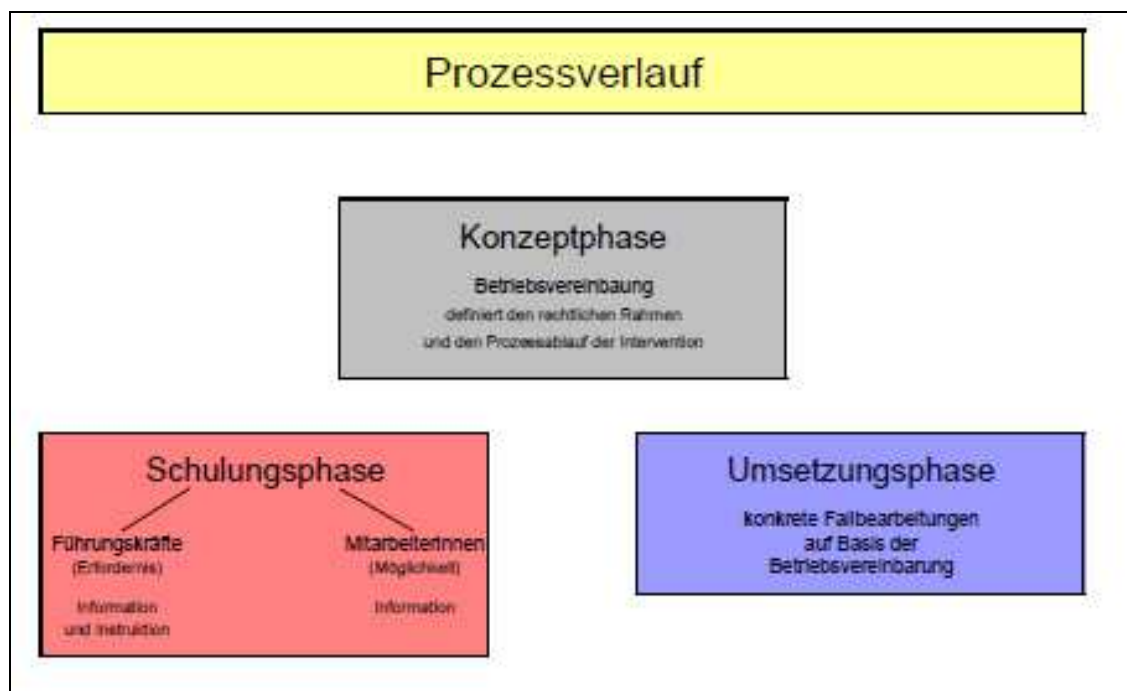 Prozessverlauf
Konzeptphase
Betriebsvereinbaung
definiert den rechtlichen Rahmen
und den Prozessablauf der Intervention
Schulungsphase
Führungskräfte
(Erfordernis)
Information
und Instruktion
MitarbeiterInnen
(Möglichkeit)
Information
Umsetzungsphase
konkrete Fallbearbeitungen
auf Basis der
Betriebsvereinbarung